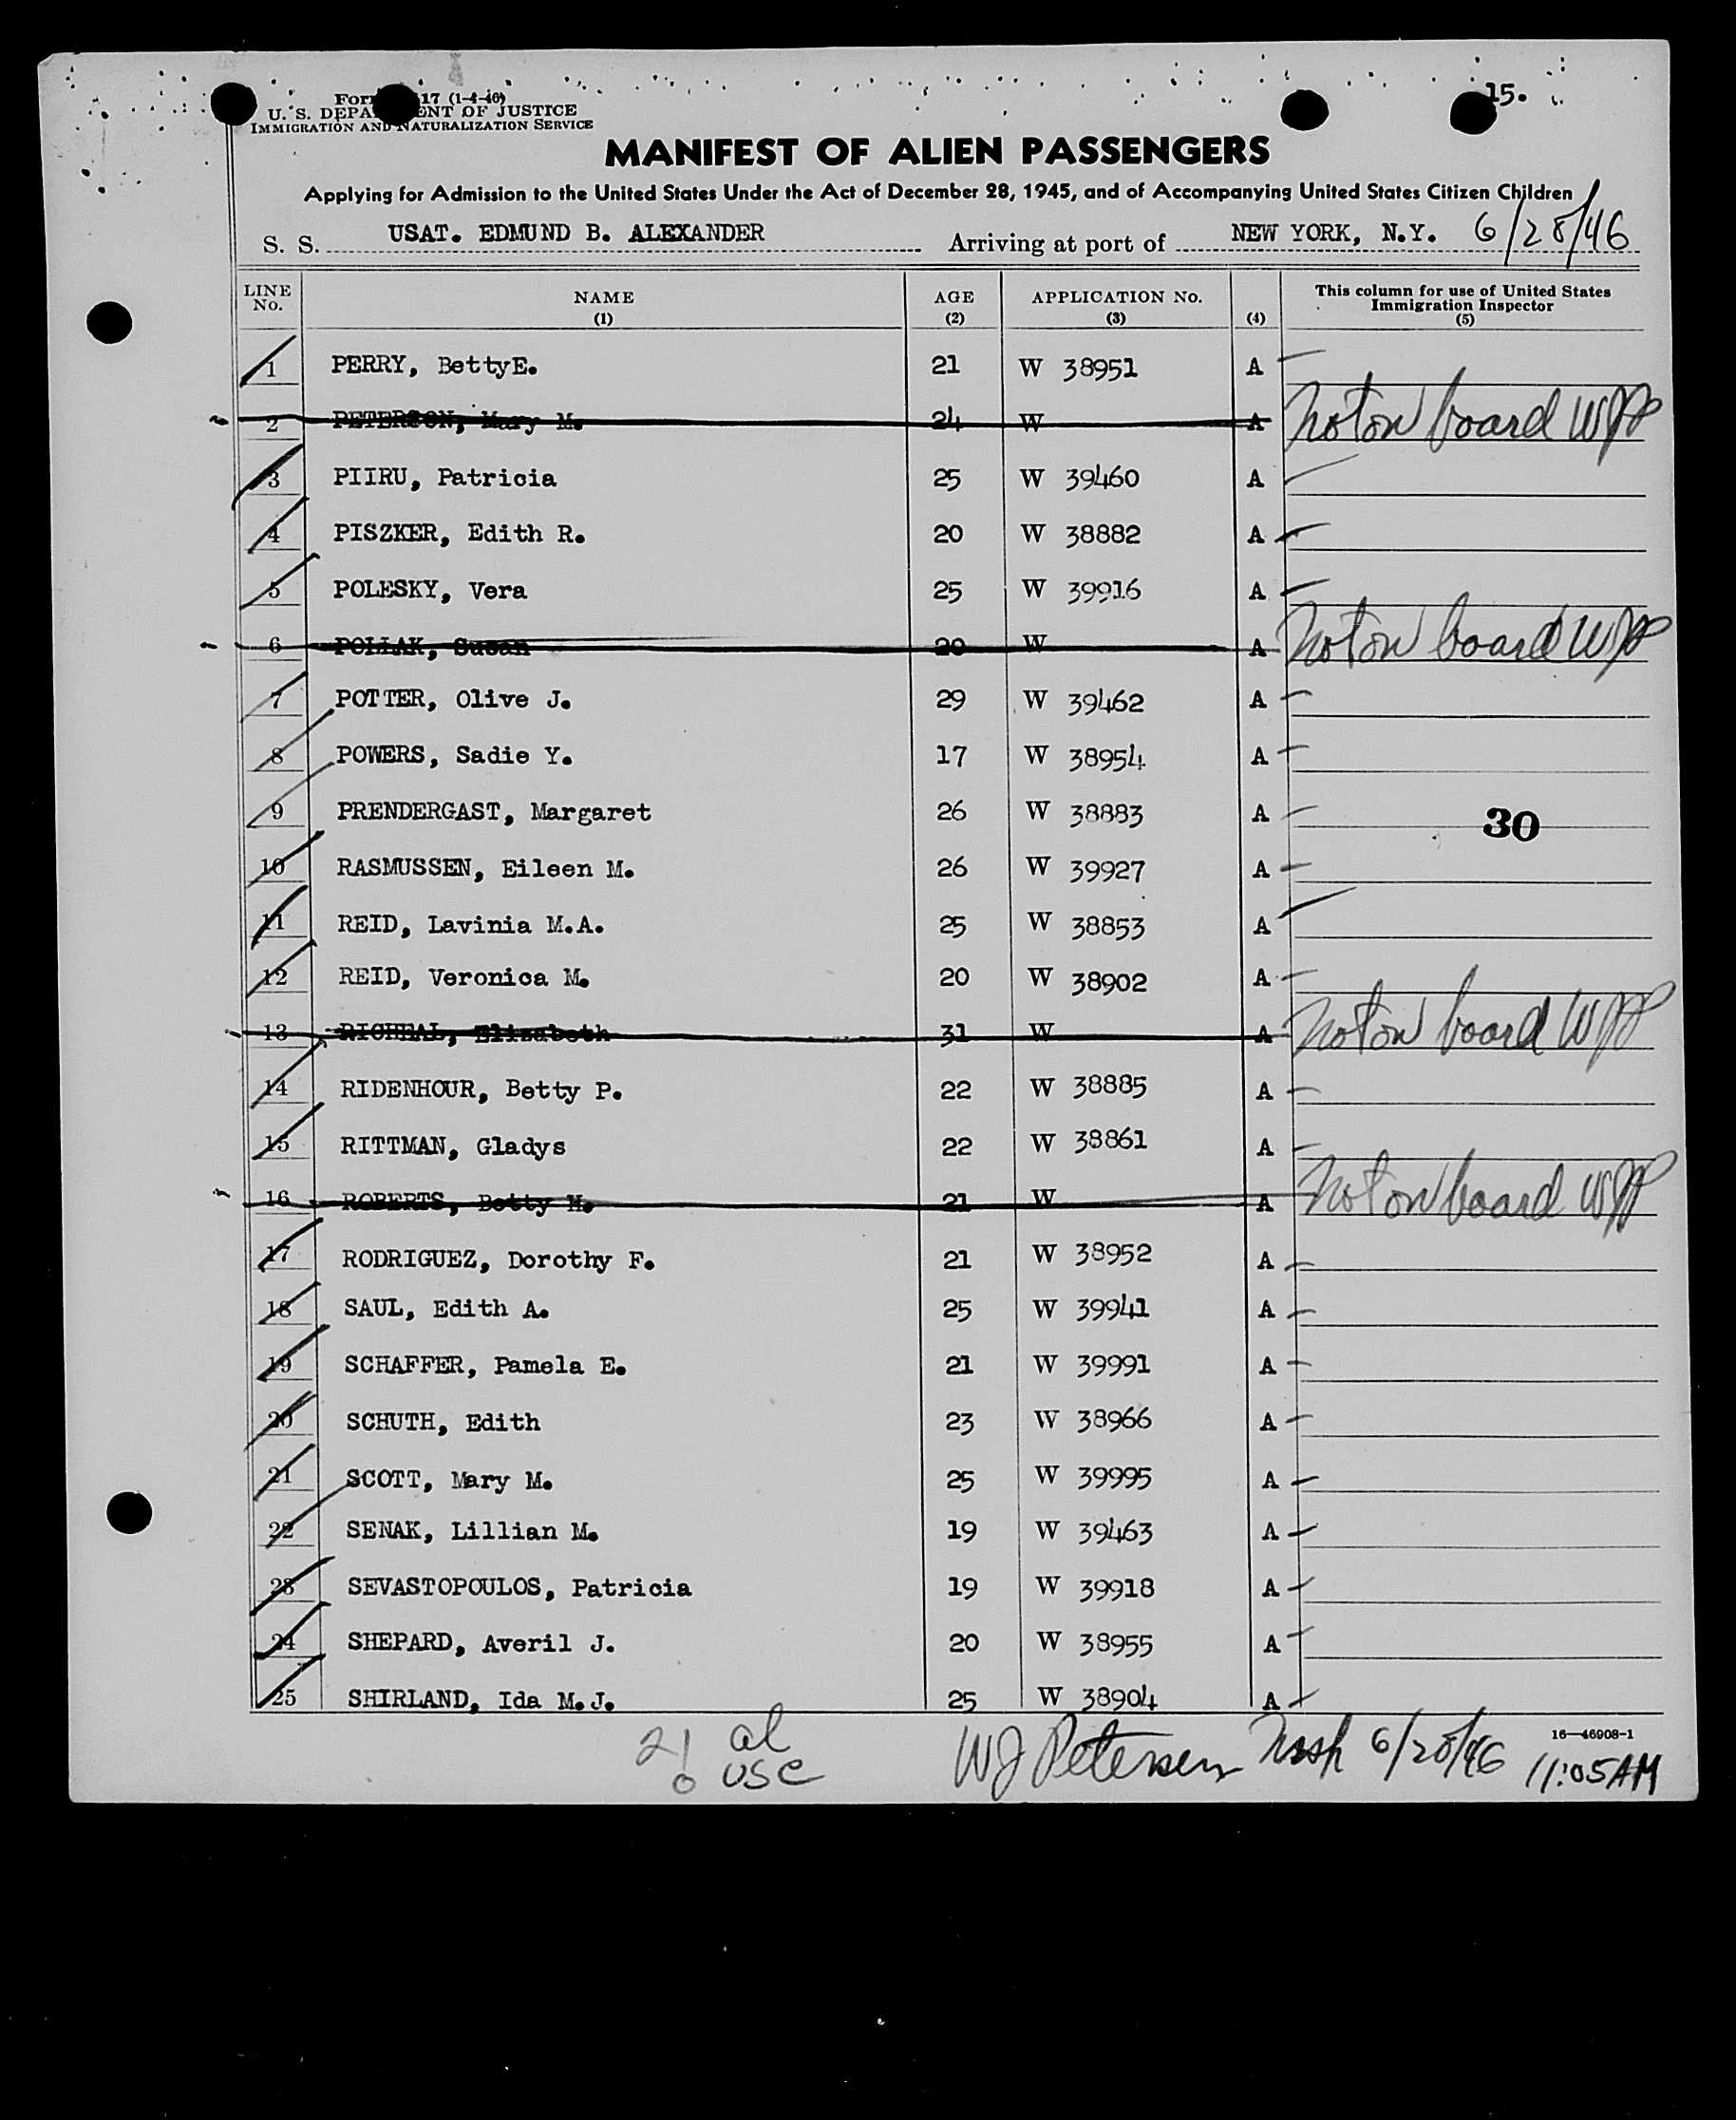 15.
U. S. DEPARTMENT OF JUSTICE
IMMIGRATION AND NATURALIZATION SERVICE
17 (1-4-46)
MANIFEST OF ALIEN PASSENGERS
Applying for Admission to the United States Under the Act of December 28, 1945, and of Accompanying United States Citizen Children
S. S. USAT. EDMUND B. ALEXANDER Arriving at port of NEW YORK, N.Y. 6/28/46
LINE No. NAME (1) AGE (2) APPLICATION No. (3) (4) This column for use of United States Immigration Inspector (5)
1 PERRY, BettyE. 21 W 38951 A
2 PETERSON, Mary M. 24 W A Not on board WJP
3 PIIRU, Patricia 25 W 39460 A
4 PISZKER, Edith R. 20 W 38882 A
5 POLESKY, Vera 25 W 39916 A
6 POLLAK, Susan 20 W A Not on board WJP
7 POTTER, Olive J. 29 W 39462 A
8 POWERS, Sadie Y. 17 W 38954 A
9 PRENDERGAST, Margaret 26 W 38883 A 30
10 RASMUSSEN, Eileen M. 26 W 39927 A
11 REID, Lavinia M.A. 25 W 38853 A
12 REID, Veronica M. 20 W 38902 A
13 RICHEAL, Elizabeth 31 W A Not on board WJP
14 RIDENHOUR, Betty P. 22 W 38885 A
15 RITTMAN, Gladys 22 W 38861 A
16 ROBERTS, Betty M. 21 W A Not on board WJP
17 RODRIGUEZ, Dorothy F. 21 W 38952 A
18 SAUL, Edith A. 25 W 39941 A
19 SCHAFFER, Pamela E. 21 W 39991 A
20 SCHUTH, Edith 23 W 38966 A
21 SCOTT, Mary M. 25 W 39995 A
22 SENAK, Lillian M. 19 W 39463 A
23 SEVASTOPOULOS, Patricia 19 W 39918 A
24 SHEPARD, Averil J. 20 W 38955 A
25 SHIRLAND, Ida M.J. 25 W 38904 A
16—46908-1
21 al WJ Petersen 6/28/46 11:05AM
0 USC